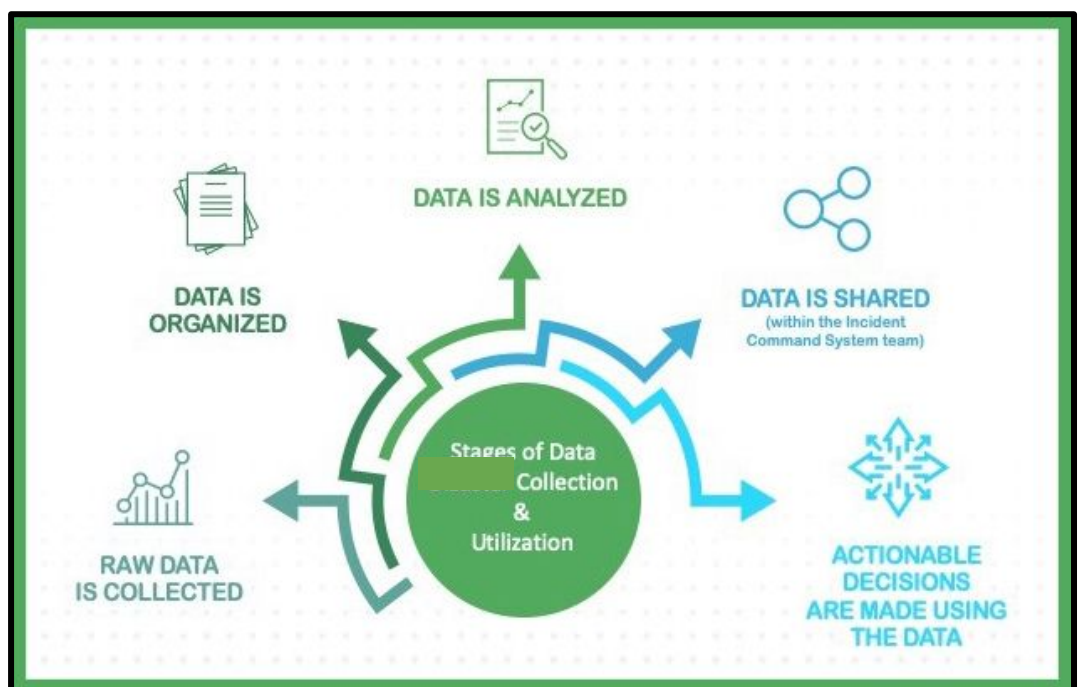 DATA IS ANALYZED
DATA IS
ORGANIZED
DATA IS SHARED
(within the Incident
Command System team)
Stages of Data
Collection
&
Utilization
RAW DATA
IS COLLECTED
ACTIONABLE
DECISIONS
ARE MADE USING
THE DATA